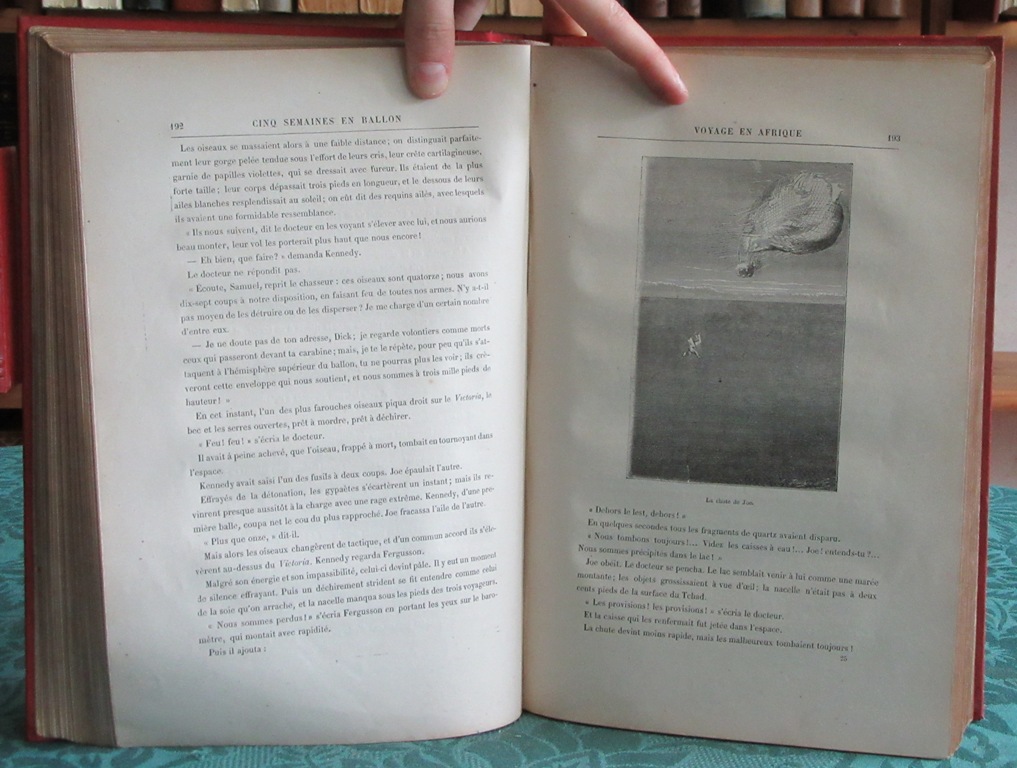 192
CINQ SEMAINES EN BALLON
Les oiseaux se massaient alors à une faible distance; on distinguait parfaite-
ment leur gorge pelée tendue sous l'effort de leurs cris, leur crête cartilagineuse,
garnie de papilles violettes, qui se dressait avec fureur. Ils étaient de la plus
forte taille; leur corps dépassait trois pieds en longueur, et le dessous de leurs
ailes blanches resplendissait au soleil; on eût dit des requins ailés, avec lesquels
ils avaient une formidable ressemblance.
« Ils nous suivent, dit le docteur en les voyant s'élever avec lui, et nous aurions
beau monter, leur vol les porterait plus haut que nous encore!
— Eh bien, que faire? » demanda Kennedy.
Le docteur ne répondit pas.
« Écoute, Samuel, reprit le chasseur : ces oiseaux sont quatorze; nous avons
dix-sept coups à notre disposition, en faisant feu de toutes nos armes. N'y a-t-il
pas moyen de les détruire ou de les disperser? Je me charge d'un certain nombre
d'entre eux.
— Je ne doute pas de ton adresse, Dick; je regarde volontiers comme morts
ceux qui passeront devant ta carabine; mais, je te le répète, pour peu qu'ils s'at-
taquent à l'hémisphère supérieur du ballon, tu ne pourras plus les voir; ils crè-
veront cette enveloppe qui nous soutient, et nous sommes à trois mille pieds de
hauteur! »
En cet instant, l'un des plus farouches oiseaux piqua droit sur le Victoria, le
bec et les serres ouvertes, prêt à mordre, prêt à déchirer.
« Feu! feu! » s'écria le docteur.
Il avait à peine achevé, que l'oiseau, frappé à mort, tombait en tournoyant dans
l'espace.
Kennedy avait saisi l'un des fusils à deux coups. Joe épaulait l'autre.
Effrayés de la détonation, les gypaètes s'écartèrent un instant; mais ils re-
vinrent presque aussitôt à la charge avec une rage extrême. Kennedy, d'une pre-
mière balle, coupa net le cou du plus rapproché. Joe fracassa l'aile de l'autre.
« Plus que onze, » dit-il.
Mais alors les oiseaux changèrent de tactique, et d'un commun accord ils s'éle-
vèrent au-dessus du Victoria. Kennedy regarda Fergusson.
Malgré son énergie et son impassibilité, celui-ci devint pâle. Il y eut un moment
de silence effrayant. Puis un déchirement strident se fit entendre comme celui
de la soie qu'on arrache, et la nacelle manqua sous les pieds des trois voyageurs.
« Nous sommes perdus! » s'écria Fergusson en portant les yeux sur le baro-
mètre, qui montait avec rapidité.
Puis il ajouta :
VOYAGE EN AFRIQUE
193
La chute de Joe.
« Dehors le lest, dehors! »
En quelques secondes tous les fragments de quartz avaient disparu.
« Nous tombons toujours!... Videz les caisses à eau!... Joe! entends-tu?...
Nous sommes précipités dans le lac! »
Joe obéit. Le docteur se pencha. Le lac semblait venir à lui comme une marée
montante; les objets grossissaient à vue d'œil; la nacelle n'était pas à deux
cents pieds de la surface du Tchad.
« Les provisions! les provisions! » s'écria le docteur.
Et la caisse qui les renfermait fut jetée dans l'espace.
La chute devint moins rapide, mais les malheureux tombaient toujours!
25